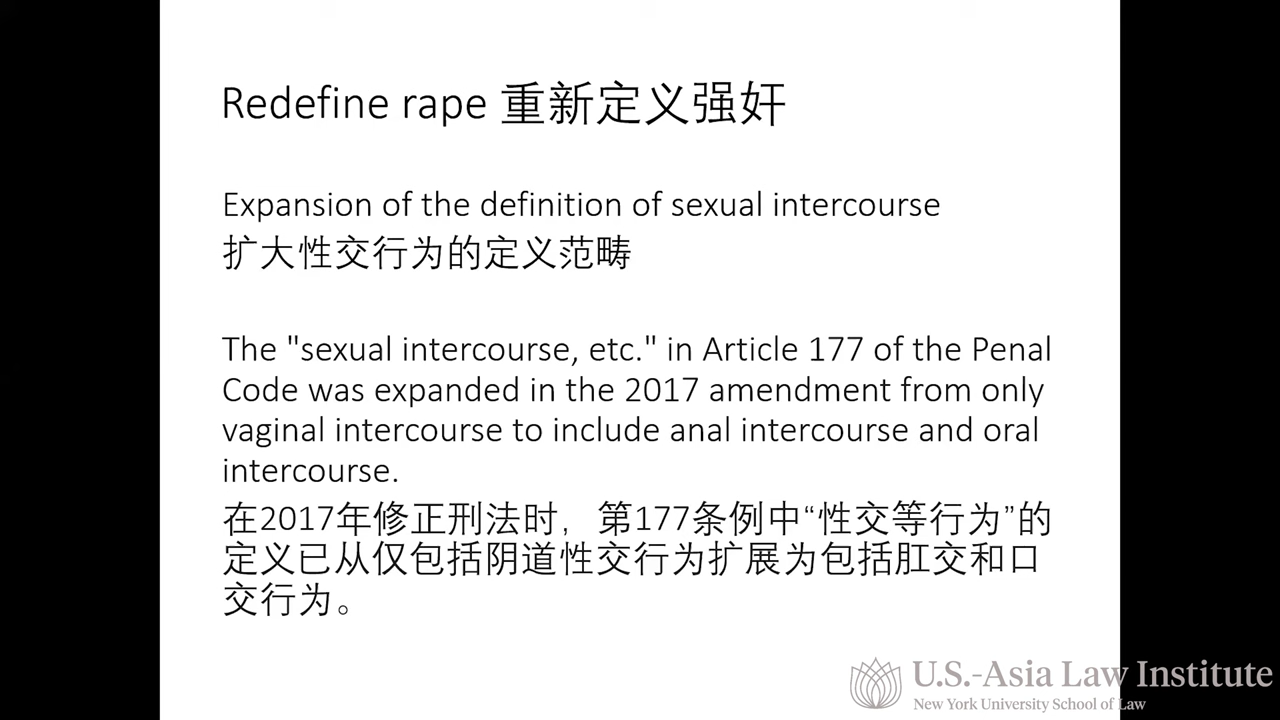 Redefine rape 重新定义强奸
Expansion of the definition of sexual intercourse
扩大性交行为的定义范畴
The "sexual intercourse, etc." in Article 177 of the Penal
Code was expanded in the 2017 amendment from only
vaginal intercourse to include anal intercourse and oral
intercourse.
在2017年修正刑法时，第177条例中“性交等行为”的
定义已从仅包括阴道性交行为扩展为包括肛交和口
交行为。
U.S.-Asia Law Institute
New York University School of Law